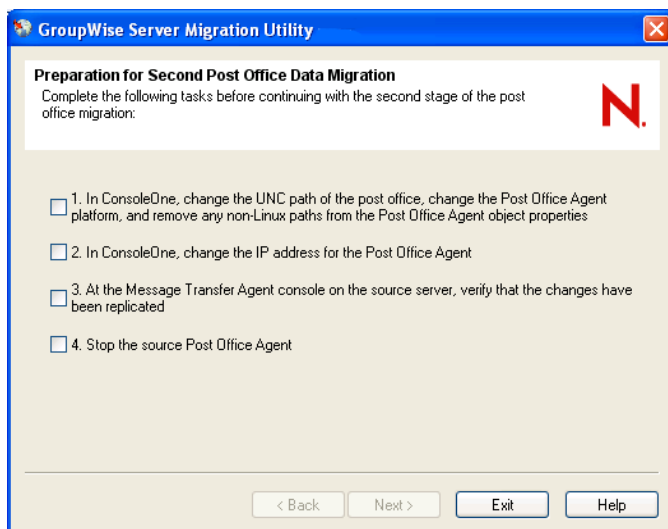 GroupWise Server Migration Utility
Preparation for Second Post Office Data Migration
Complete the following tasks before continuing with the second stage of the post
office migration:
N.
1. In ConsoleOne, change the UNC path of the post office, change the Post Office Agent
platform, and remove any non-Linux paths from the Post Office Agent object properties
2. In ConsoleOne, change the IP address for the Post Office Agent
3. At the Message Transfer Agent console on the source server, verify that the changes have
been replicated
4. Stop the source Post Office Agent
< Back Next > Exit Help